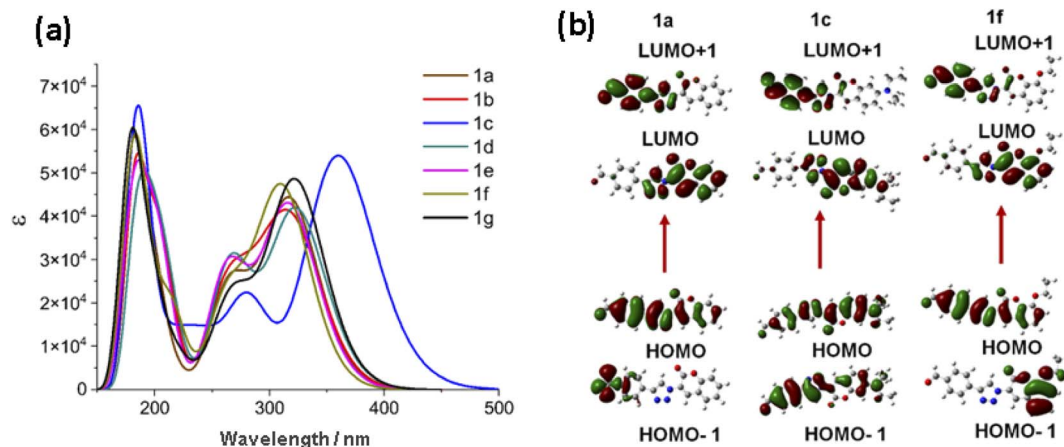 (a)
ε
7×10⁴
6×10⁴
5×10⁴
4×10⁴
3×10⁴
2×10⁴
1×10⁴
0
200
300
400
500
Wavelength / nm
1a
1b
1c
1d
1e
1f
1g
(b)
1a 1c 1f
LUMO+1 LUMO+1 LUMO+1
LUMO LUMO LUMO
HOMO HOMO HOMO
HOMO- 1 HOMO- 1 HOMO- 1